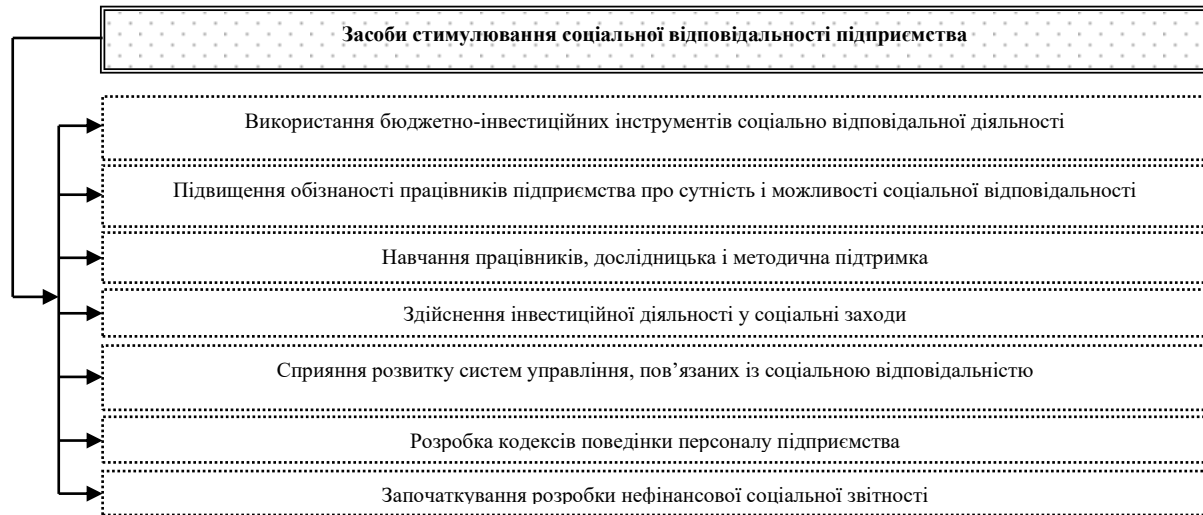 Засоби стимулювання соціальної відповідальності підприємства
Використання бюджетно-інвестиційних інструментів соціально відповідальної діяльності
Підвищення обізнаності працівників підприємства про сутність і можливості соціальної відповідальності
Навчання працівників, дослідницька і методична підтримка
Здійснення інвестиційної діяльності у соціальні заходи
Сприяння розвитку систем управління, пов’язаних із соціальною відповідальністю
Розробка кодексів поведінки персоналу підприємства
Започаткування розробки нефінансової соціальної звітності